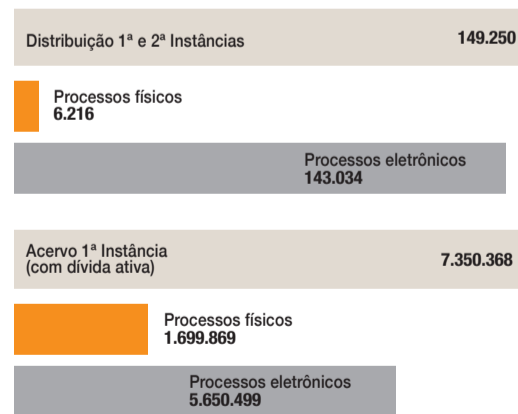 Distribuição 1ª e 2ª Instâncias 149.250
Processos físicos
6.216
Processos eletrônicos
143.034
Acervo 1ª Instância
(com dívida ativa) 7.350.368
Processos físicos
1.699.869
Processos eletrônicos
5.650.499